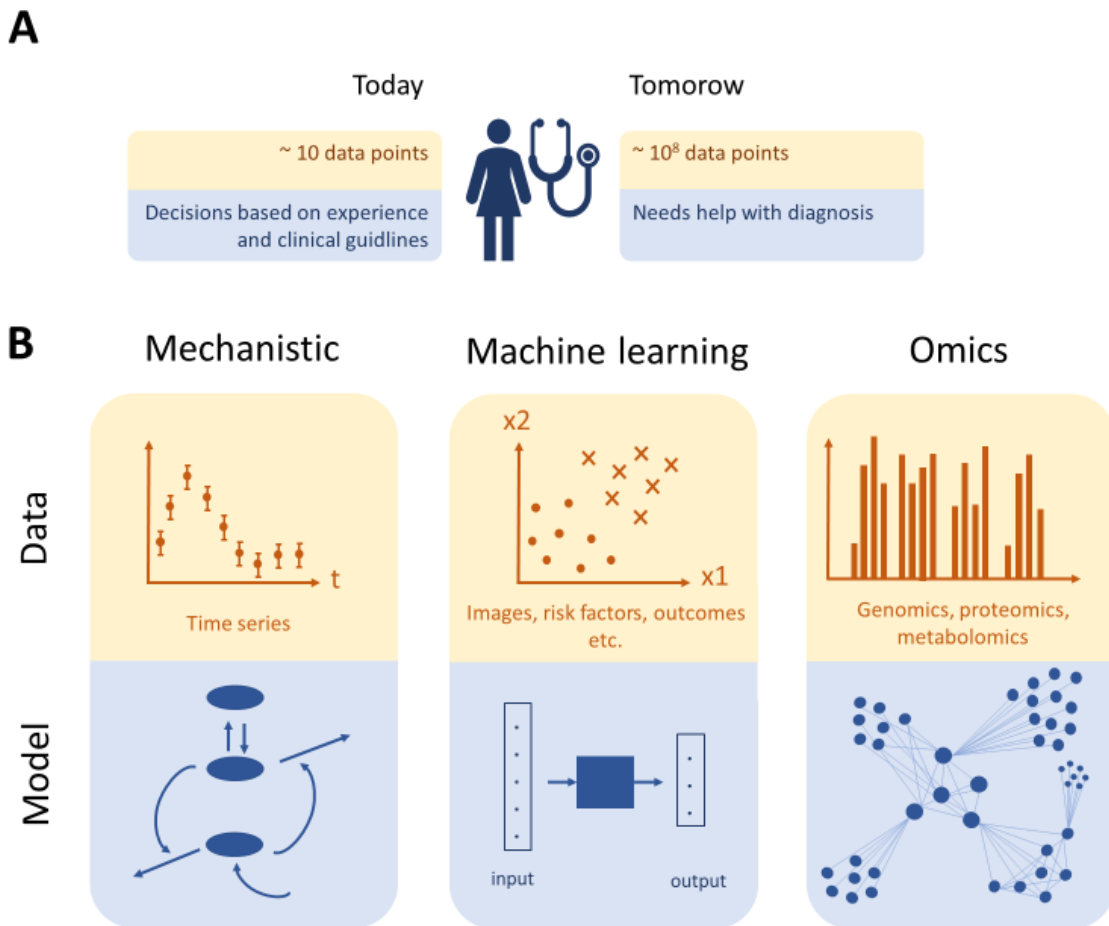 A
Today
Tomorow
~ 10 data points
~ 10⁸ data points
Decisions based on experience
and clinical guidlines
Needs help with diagnosis
B
Mechanistic
Machine learning
Omics
Data
t
Time series
x2
x1
Images, risk factors, outcomes
etc.
Genomics, proteomics,
metabolomics
Model
input
output